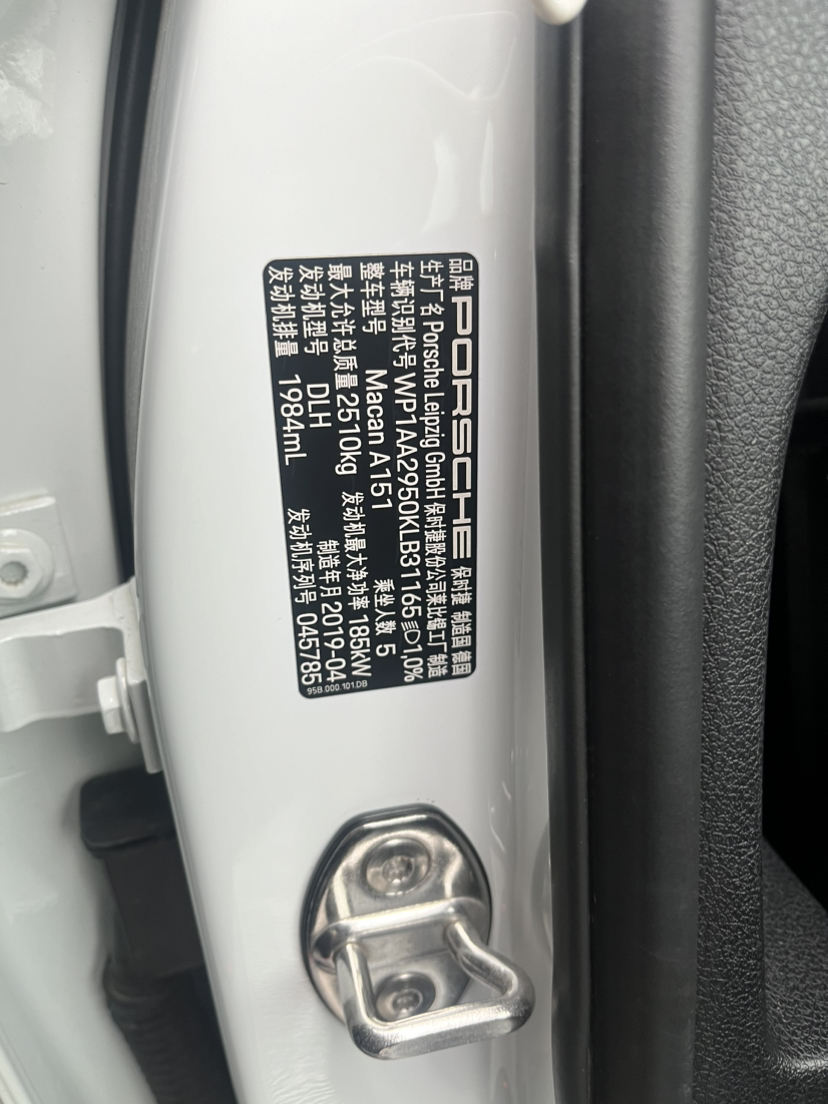 品牌 PORSCHE 保时捷 制造国 德国
生产厂名 Porsche Leipzig GmbH 保时捷股份公司莱比锡工厂制造
车辆识别代号 WP1AA2950KLB31165 1,0%
整车型号 Macan A151 乘坐人数 5
最大允许总质量 2510kg 发动机最大净功率 185kW
发动机型号 DLH 制造年月 2019-04
发动机排量 1984mL 发动机序列号 045785
95B.000.101.DB